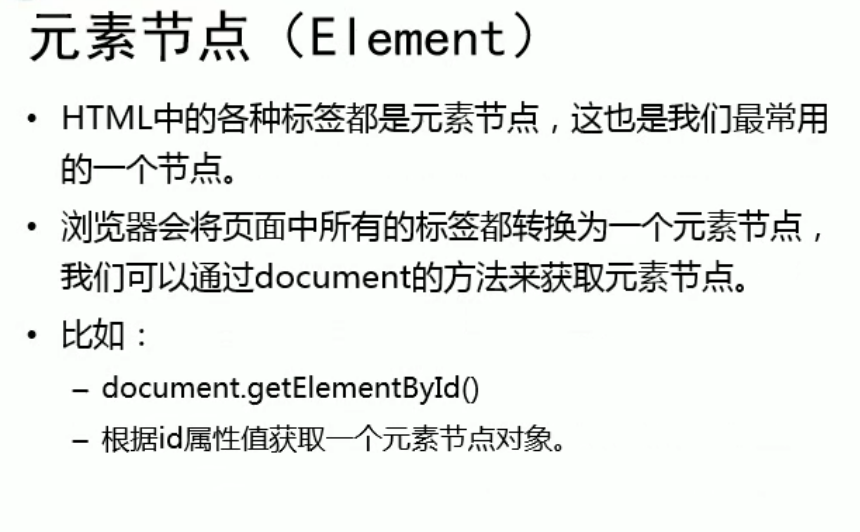 元素节点（Element）
• HTML中的各种标签都是元素节点，这也是我们最常用
的一个节点。
• 浏览器会将页面中所有的标签都转换为一个元素节点，
我们可以通过document的方法来获取元素节点。
• 比如：
– document.getElementById()
– 根据id属性值获取一个元素节点对象。